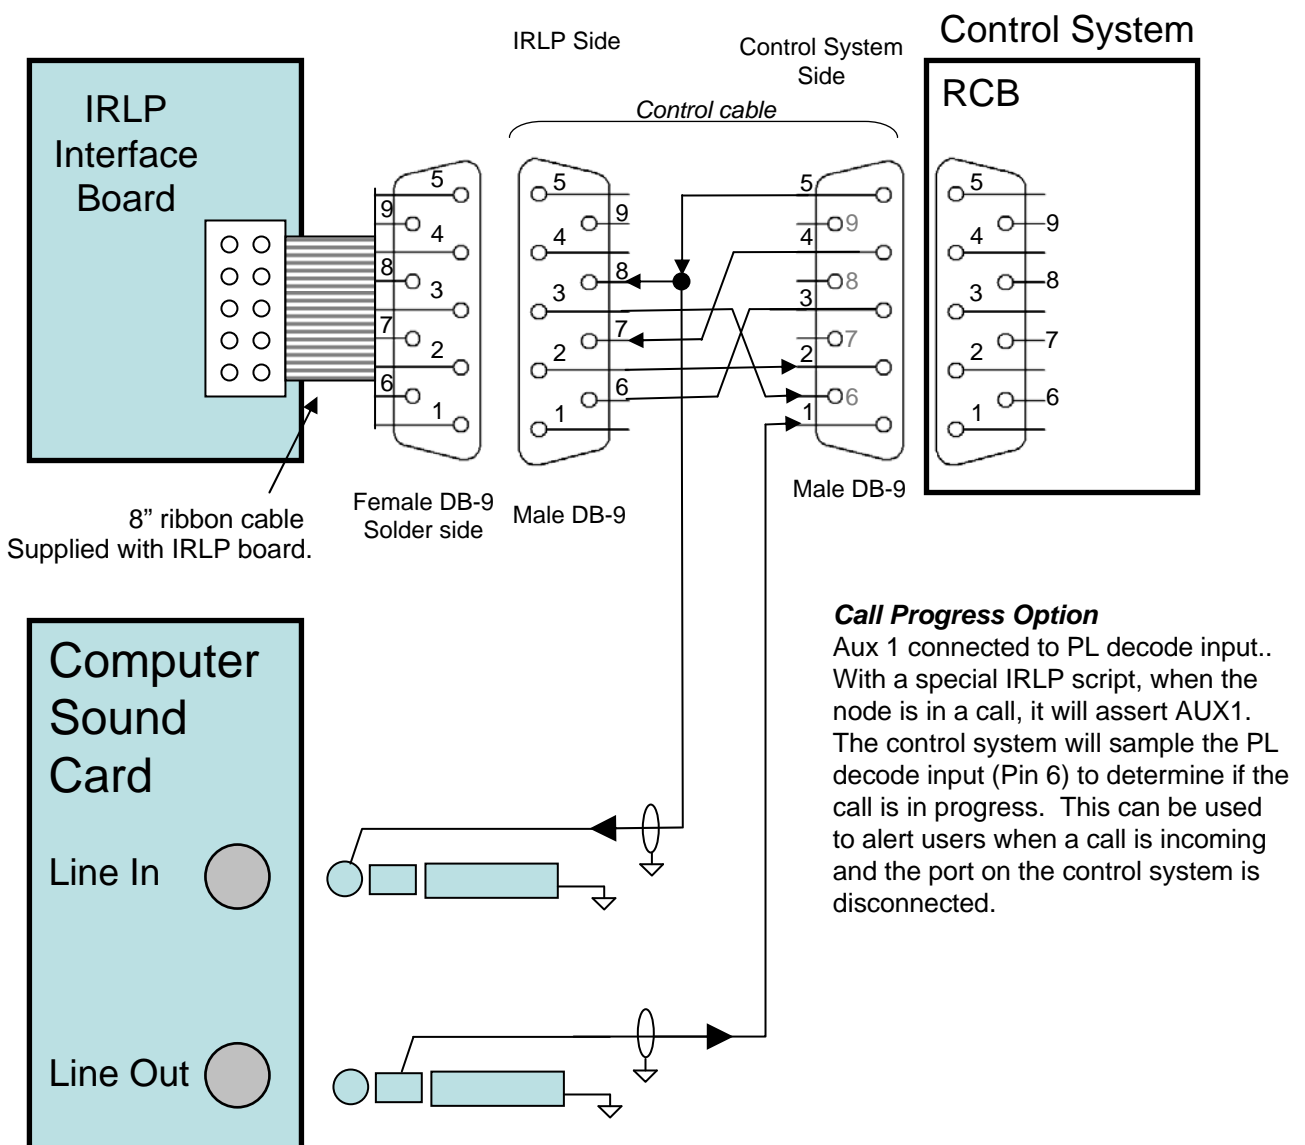 Control System
IRLP Side
Control System
Side
Control cable
IRLP
Interface
Board
RCB
5
9
4
8
3
7
2
6
1
5
9
4
8
3
7
2
6
1
5
9
4
8
3
7
2
6
1
5
9
4
8
3
7
2
6
1
Female DB-9
Solder side
Male DB-9
Male DB-9
8” ribbon cable
Supplied with IRLP board.
Computer
Sound
Card
Line In
Line Out
Call Progress Option
Aux 1 connected to PL decode input..
With a special IRLP script, when the
node is in a call, it will assert AUX1.
The control system will sample the PL
decode input (Pin 6) to determine if the
call is in progress.  This can be used
to alert users when a call is incoming
and the port on the control system is
disconnected.